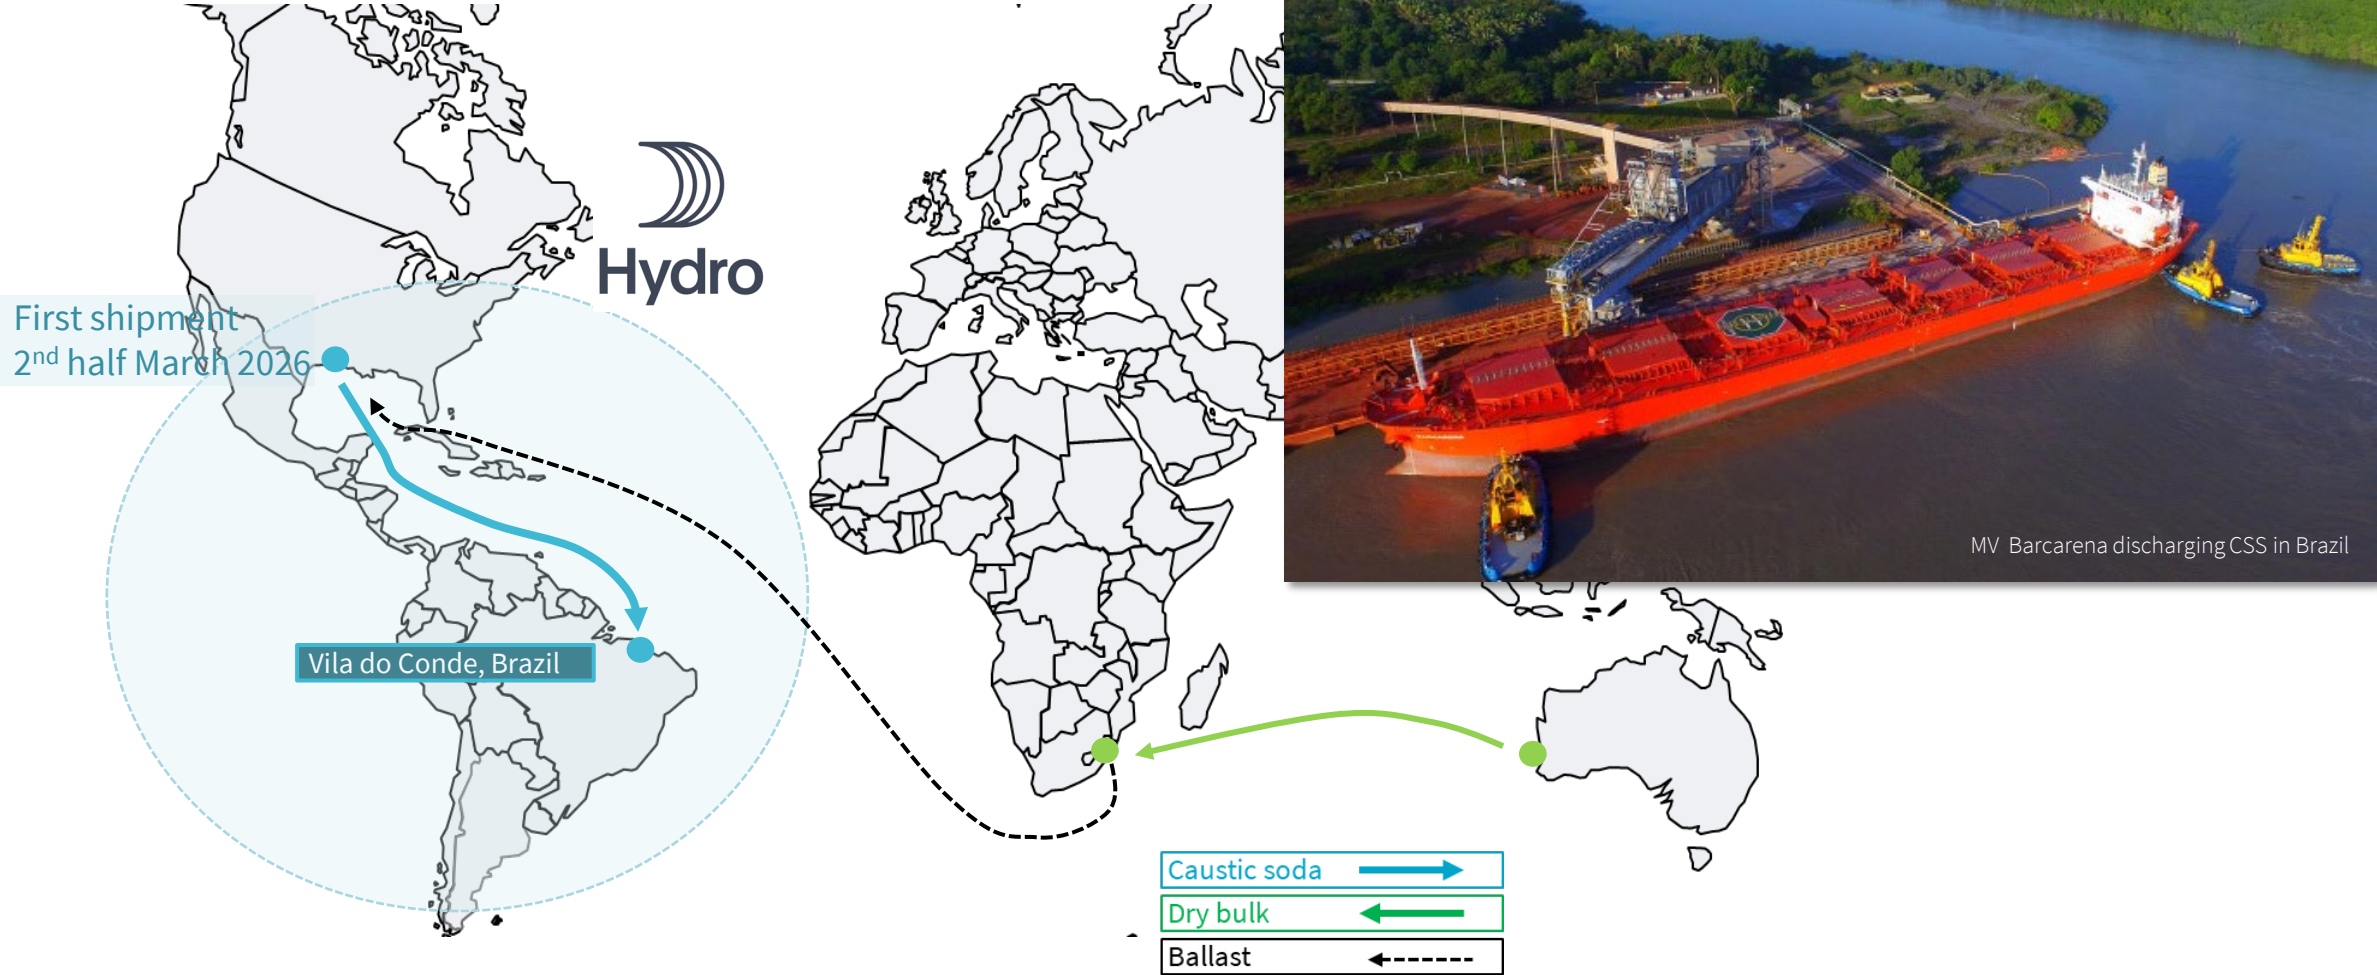 Hydro
First shipment
2nd half March 2026
Vila do Conde, Brazil
MV Barcarena discharging CSS in Brazil
Caustic soda
Dry bulk
Ballast